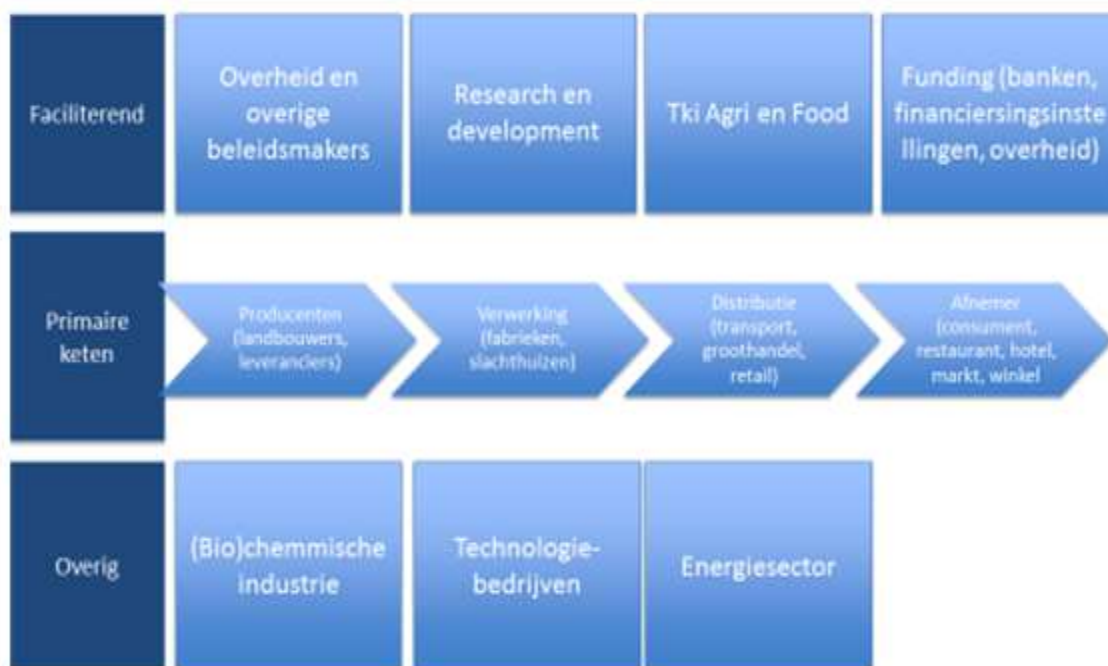 Faciliterend
Overheid en
overige
beleidsmakers
Research en
development
Tki Agri en Food
Funding (banken,
financiersingsinste
llingen, overheid)
Primaire
keten
Producenten
(landbouwers,
leveranciers)
Verwerking
(fabrieken,
slachthuizen)
Distributie
(transport,
groothandel,
retail)
Afnemer
(consument,
restaurant, hotel,
markt, winkel
Overig
(Bio)chemmische
industrie
Technologie-
bedrijven
Energiesector